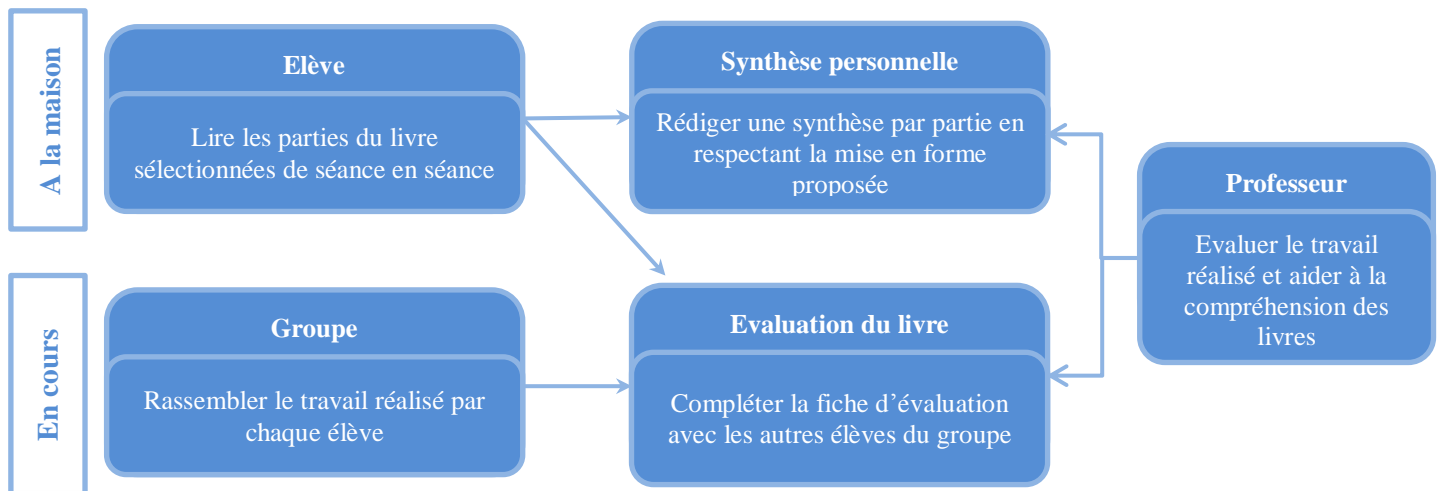 A la maison
Elève
Lire les parties du livre
sélectionnées de séance en séance
Synthèse personnelle
Rédiger une synthèse par partie en
respectant la mise en forme
proposée
Professeur
Evaluer le travail
réalisé et aider à la
compréhension des
livres
En cours
Groupe
Rassembler le travail réalisé par
chaque élève
Evaluation du livre
Compléter la fiche d’évaluation
avec les autres élèves du groupe